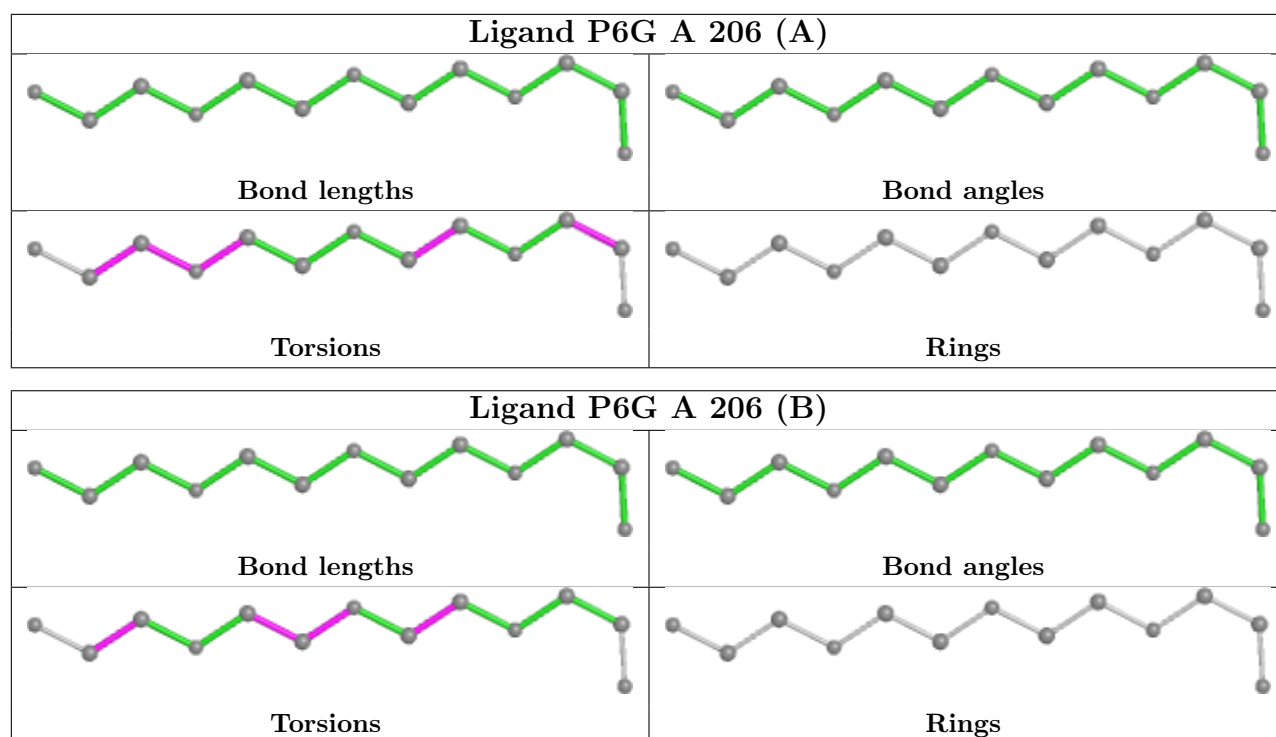 Ligand P6G A 206 (A)
Bond lengths
Bond angles
Torsions
Rings
Ligand P6G A 206 (B)
Bond lengths
Bond angles
Torsions
Rings